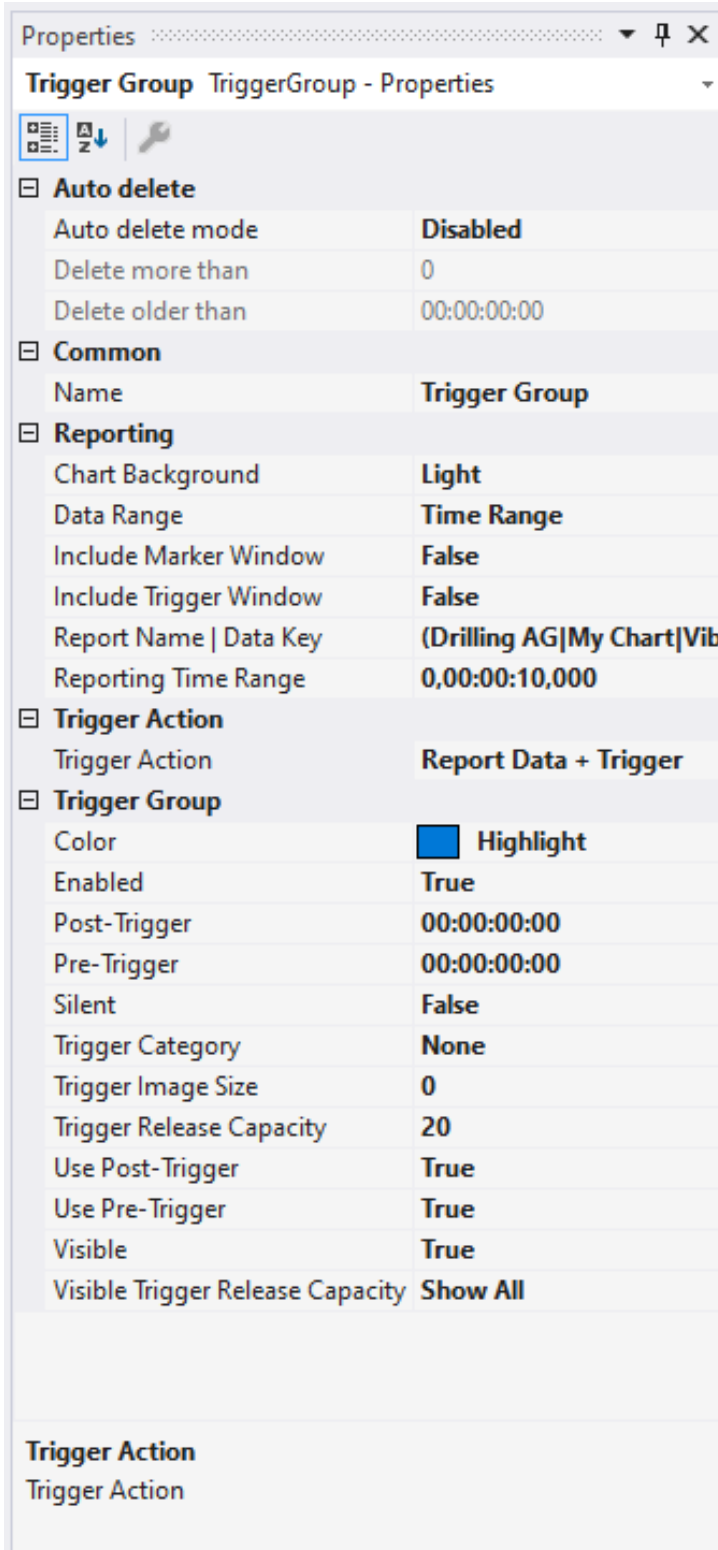 Properties
Trigger Group TriggerGroup - Properties
Auto delete
Auto delete mode Disabled
Delete more than 0
Delete older than 00:00:00:00
Common
Name Trigger Group
Reporting
Chart Background Light
Data Range Time Range
Include Marker Window False
Include Trigger Window False
Report Name | Data Key (Drilling AG|My Chart|Vib
Reporting Time Range 0,00:00:10,000
Trigger Action
Trigger Action Report Data + Trigger
Trigger Group
Color Highlight
Enabled True
Post-Trigger 00:00:00:00
Pre-Trigger 00:00:00:00
Silent False
Trigger Category None
Trigger Image Size 0
Trigger Release Capacity 20
Use Post-Trigger True
Use Pre-Trigger True
Visible True
Visible Trigger Release Capacity Show All
Trigger Action
Trigger Action